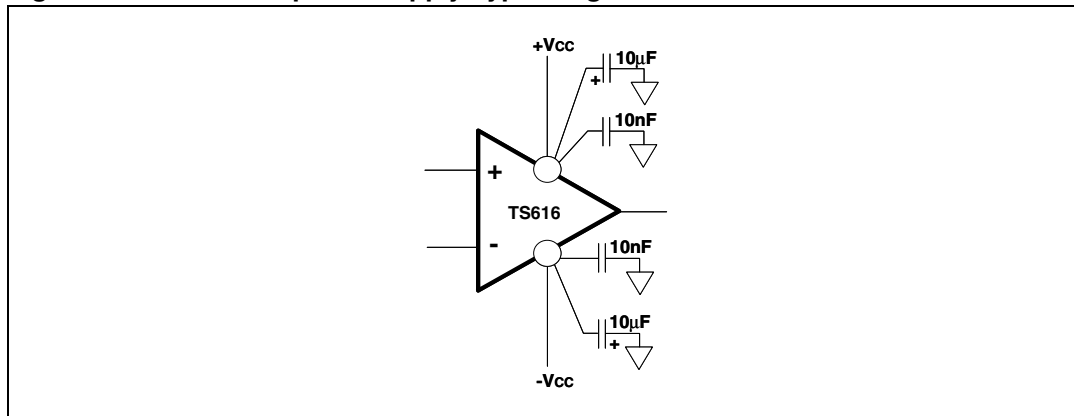 +Vcc
10μF
+
10nF
+
TS616
-
10nF
10μF
+
-Vcc